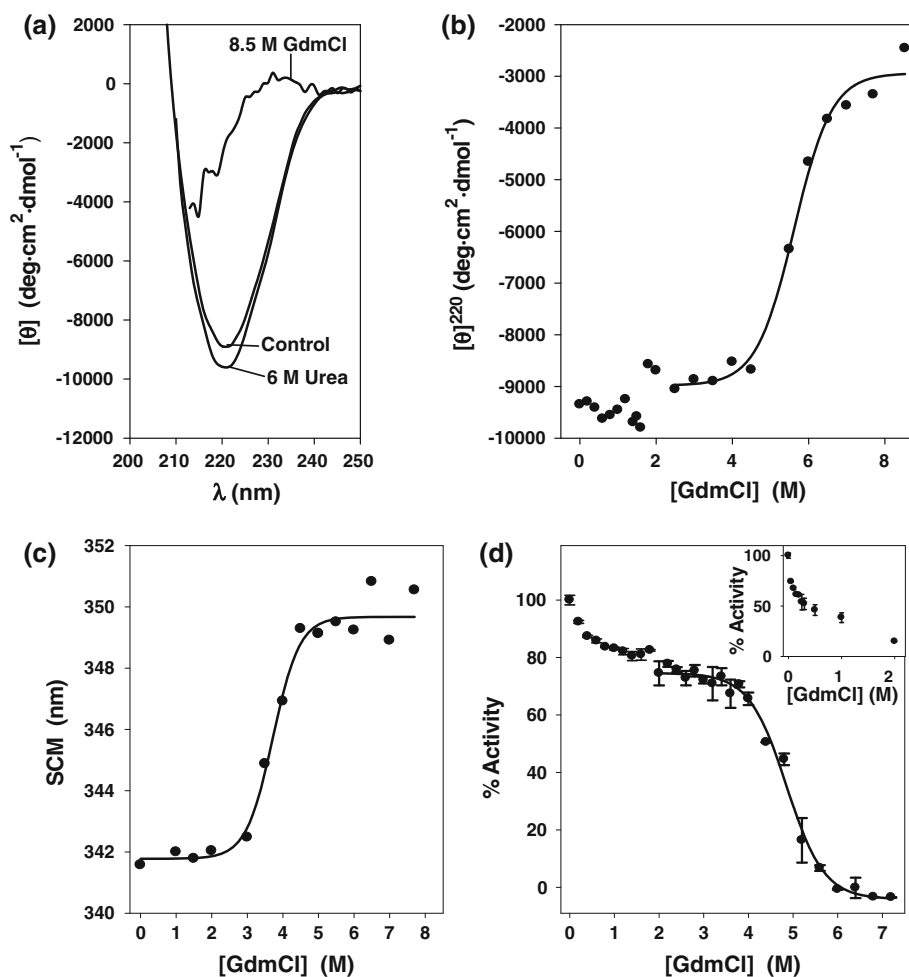 (a)
2000
0
-2000
-4000
-6000
-8000
-10000
-12000
200 210 220 230 240 250
[θ] (deg·cm²·dmol⁻¹)
λ (nm)
8.5 M GdmCl
Control
6 M Urea
(b)
-2000
-3000
-4000
-5000
-6000
-7000
-8000
-9000
-10000
0 2 4 6 8
[θ]²²⁰ (deg·cm²·dmol⁻¹)
[GdmCl] (M)
(c)
352
350
348
346
344
342
340
0 1 2 3 4 5 6 7 8
SCM (nm)
[GdmCl] (M)
(d)
100
80
60
40
20
0
0 1 2 3 4 5 6 7
% Activity
[GdmCl] (M)
100
50
0
0 1 2
% Activity
[GdmCl] (M)